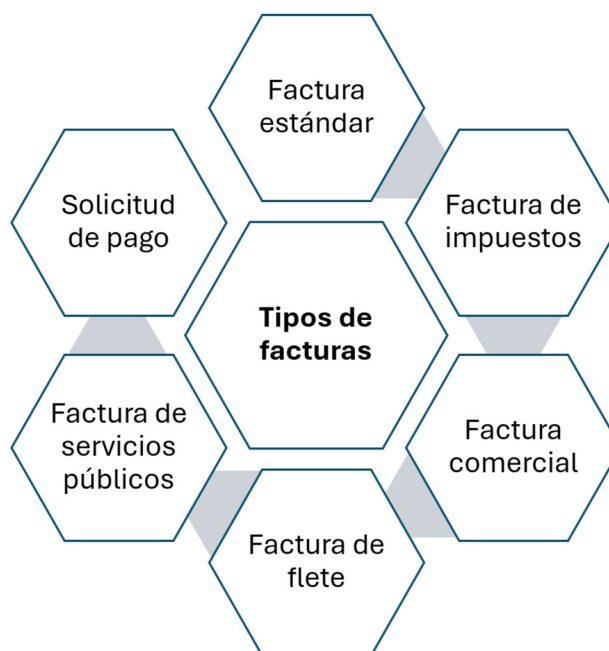 Factura
estándar
Solicitud
de pago
Factura de
impuestos
Tipos de
facturas
Factura de
servicios
públicos
Factura
comercial
Factura de
flete